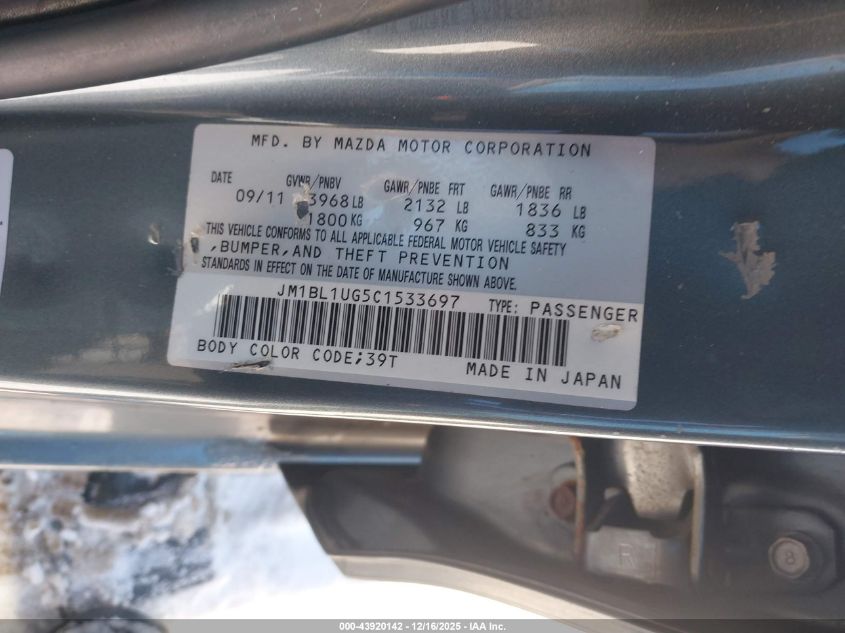 MFD. BY MAZDA MOTOR CORPORATION
DATE GVWR/PNBV GAWR/PNBE FRT GAWR/PNBE RR
09/11 3968 LB 2132 LB 1836 LB
1800 KG 967 KG 833 KG
THIS VEHICLE CONFORMS TO ALL APPLICABLE FEDERAL MOTOR VEHICLE SAFETY
,BUMPER,AND THEFT PREVENTION
STANDARDS IN EFFECT ON THE DATE OF MANUFACTURE SHOWN ABOVE.
JM1BL1UG5C1533697 TYPE: PASSENGER
BODY COLOR CODE;39T
MADE IN JAPAN
R
8
000-43920142 - 12/16/2025 - IAA Inc.